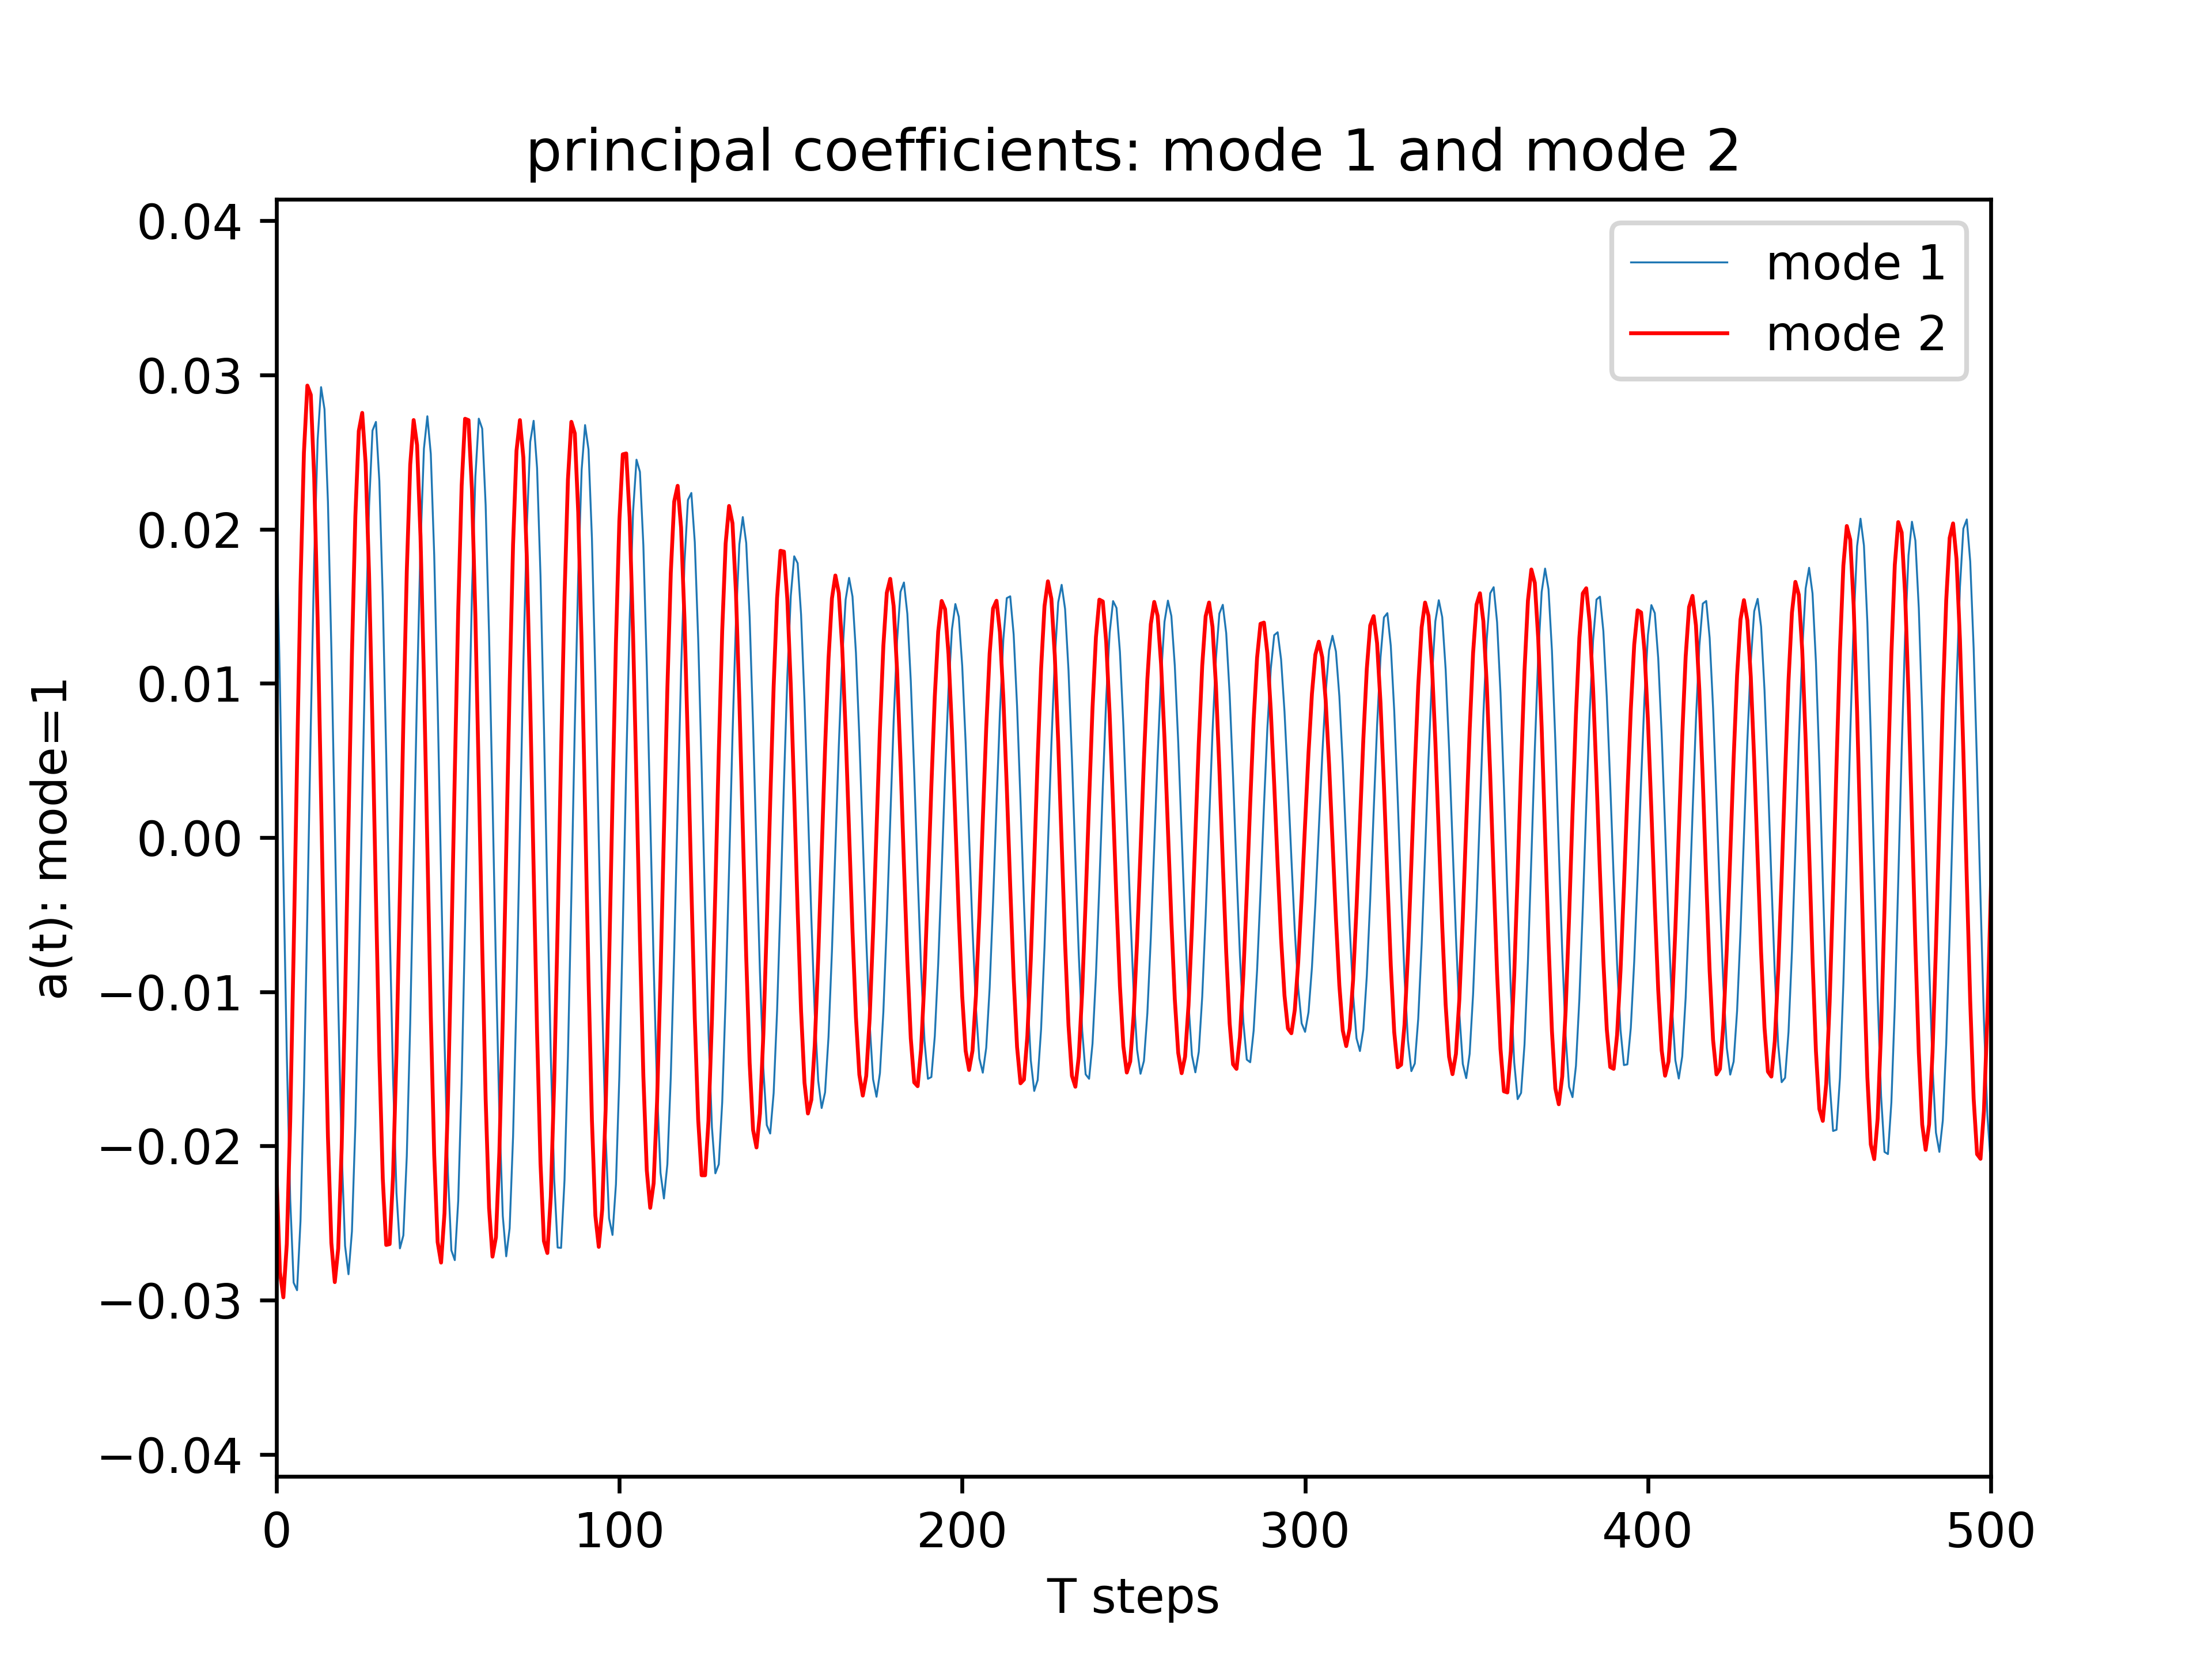 principal coefficients: mode 1 and mode 2
mode 1
mode 2
0.04
0.03
0.02
0.01
0.00
−0.01
−0.02
−0.03
−0.04
a(t): mode=1
0 100 200 300 400 500
T steps